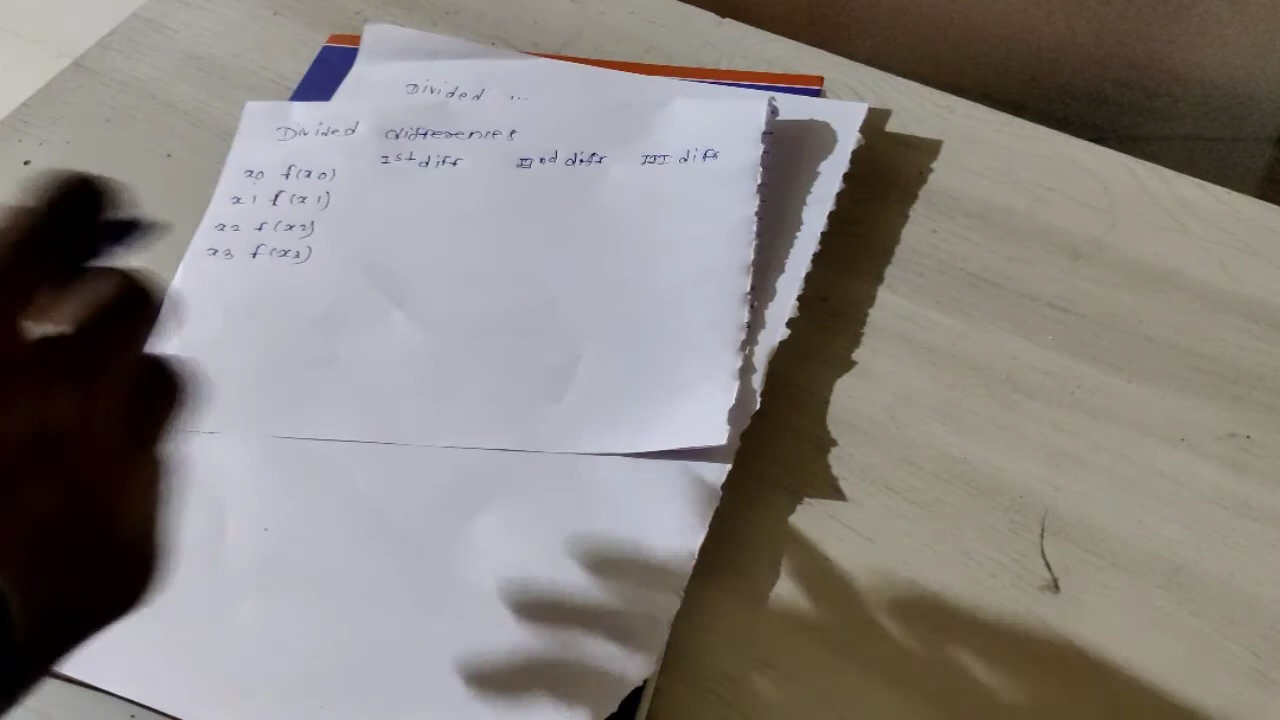 Divided ...
Divided differences
Ist diff IInd diff III diff
x0 f(x0)
x1 f(x1)
x2 f(x2)
x3 f(x3)